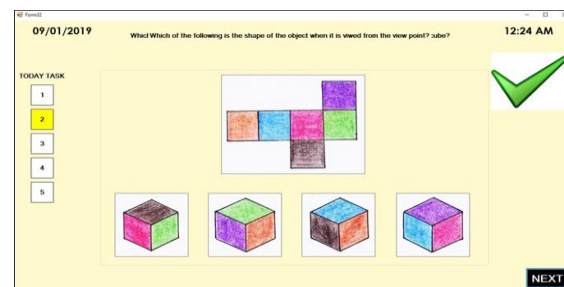 Form32
09/01/2019
Whicl Which of the following is the shape of the object when it is viwed from the view point? :ube?
12:24 AM
TODAY TASK
1
2
3
4
5
NEXT